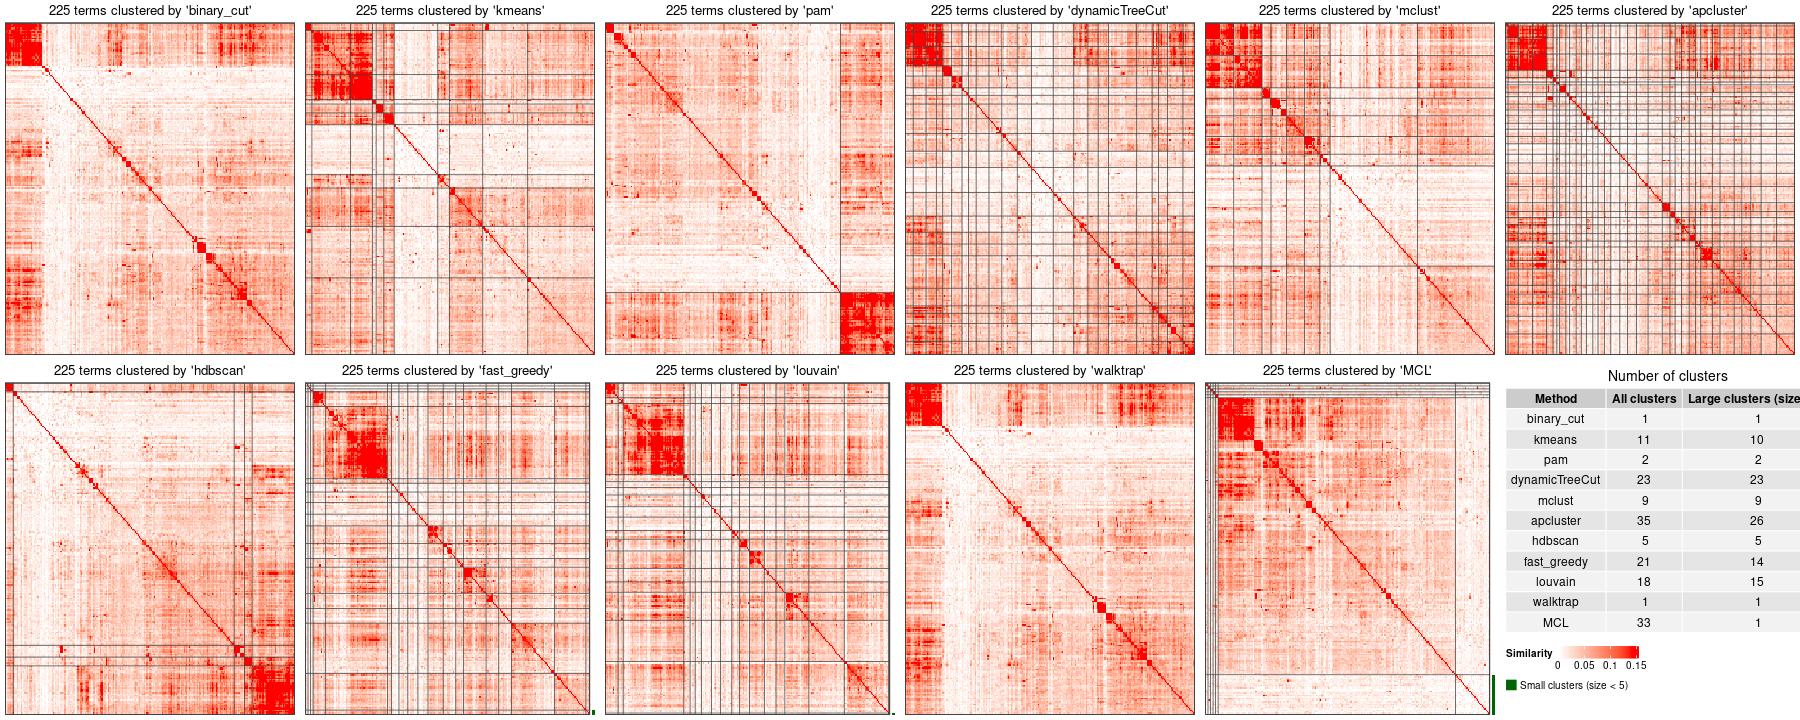 225 terms clustered by 'binary_cut'
225 terms clustered by 'kmeans'
225 terms clustered by 'pam'
225 terms clustered by 'dynamicTreeCut'
225 terms clustered by 'mclust'
225 terms clustered by 'apcluster'
225 terms clustered by 'hdbscan'
225 terms clustered by 'fast_greedy'
225 terms clustered by 'louvain'
225 terms clustered by 'walktrap'
225 terms clustered by 'MCL'
Number of clusters
Method All clusters Large clusters (size
binary_cut 1 1
kmeans 11 10
pam 2 2
dynamicTreeCut 23 23
mclust 9 9
apcluster 35 26
hdbscan 5 5
fast_greedy 21 14
louvain 18 15
walktrap 1 1
MCL 33 1
Similarity
0 0.05 0.1 0.15
Small clusters (size < 5)